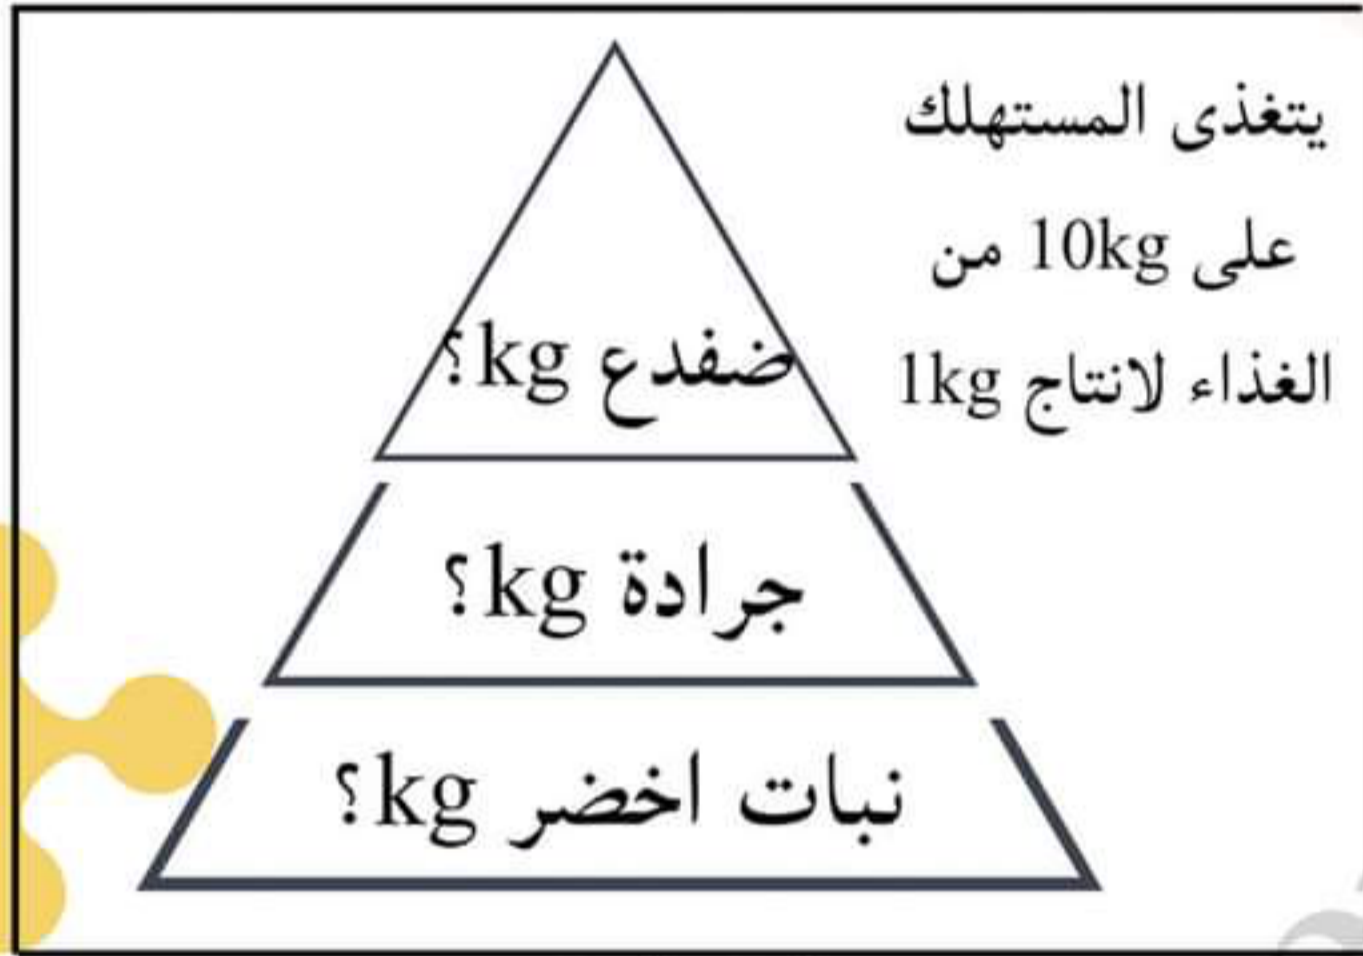 يتغذى المستهلك
على 10kg من
الغذاء لانتاج 1kg
ضفدع kg؟
جرادة kg؟
نبات اخضر kg؟